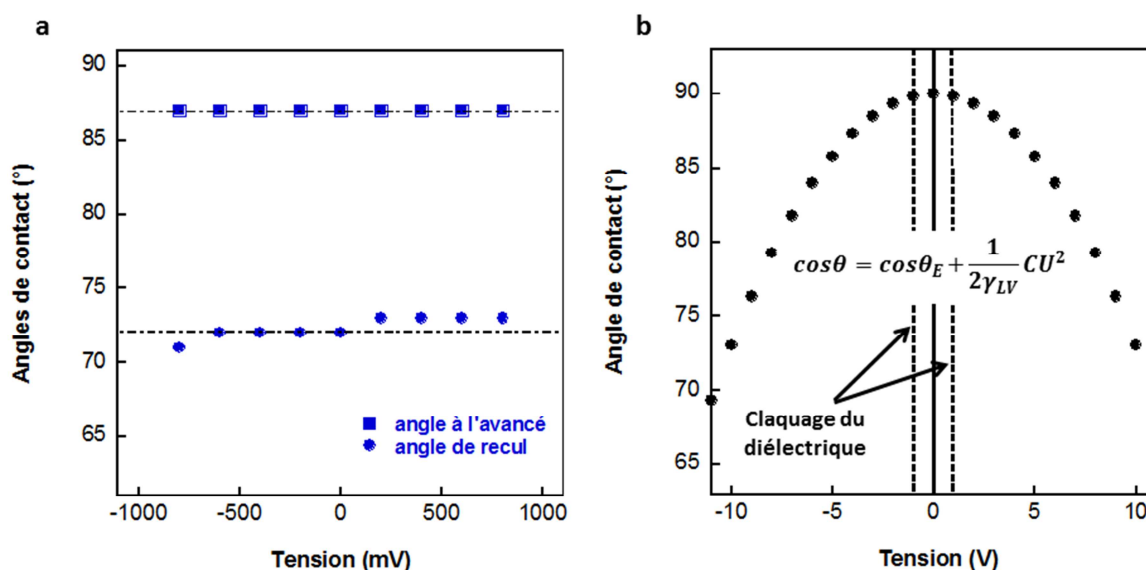 a
90
85
80
75
70
65
Angles de contact (°)
-1000
-500
0
500
1000
Tension (mV)
angle à l'avancé
angle de recul
b
90
85
80
75
70
65
Angle de contact (°)
-10
-5
0
5
10
Tension (V)
cosθ = cosθ_E + 1/(2γ_LV) CU²
Claquage du
diélectrique